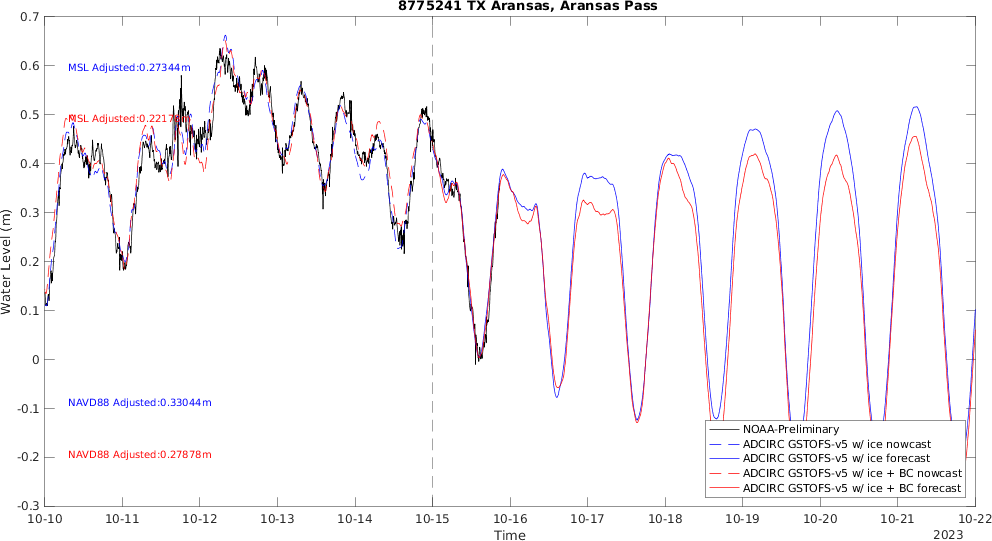 8775241 TX Aransas, Aransas Pass
0.7
0.6
0.5
0.4
0.3
0.2
0.1
0
-0.1
-0.2
-0.3
Water Level (m)
MSL Adjusted:0.27344m
MSL Adjusted:0.22178m
NAVD88 Adjusted:0.33044m
NAVD88 Adjusted:0.27878m
NOAA-Preliminary
ADCIRC GSTOFS-v5 w/ ice nowcast
ADCIRC GSTOFS-v5 w/ ice forecast
ADCIRC GSTOFS-v5 w/ ice + BC nowcast
ADCIRC GSTOFS-v5 w/ ice + BC forecast
10-10 10-11 10-12 10-13 10-14 10-15 10-16 10-17 10-18 10-19 10-20 10-21 10-22
Time
2023